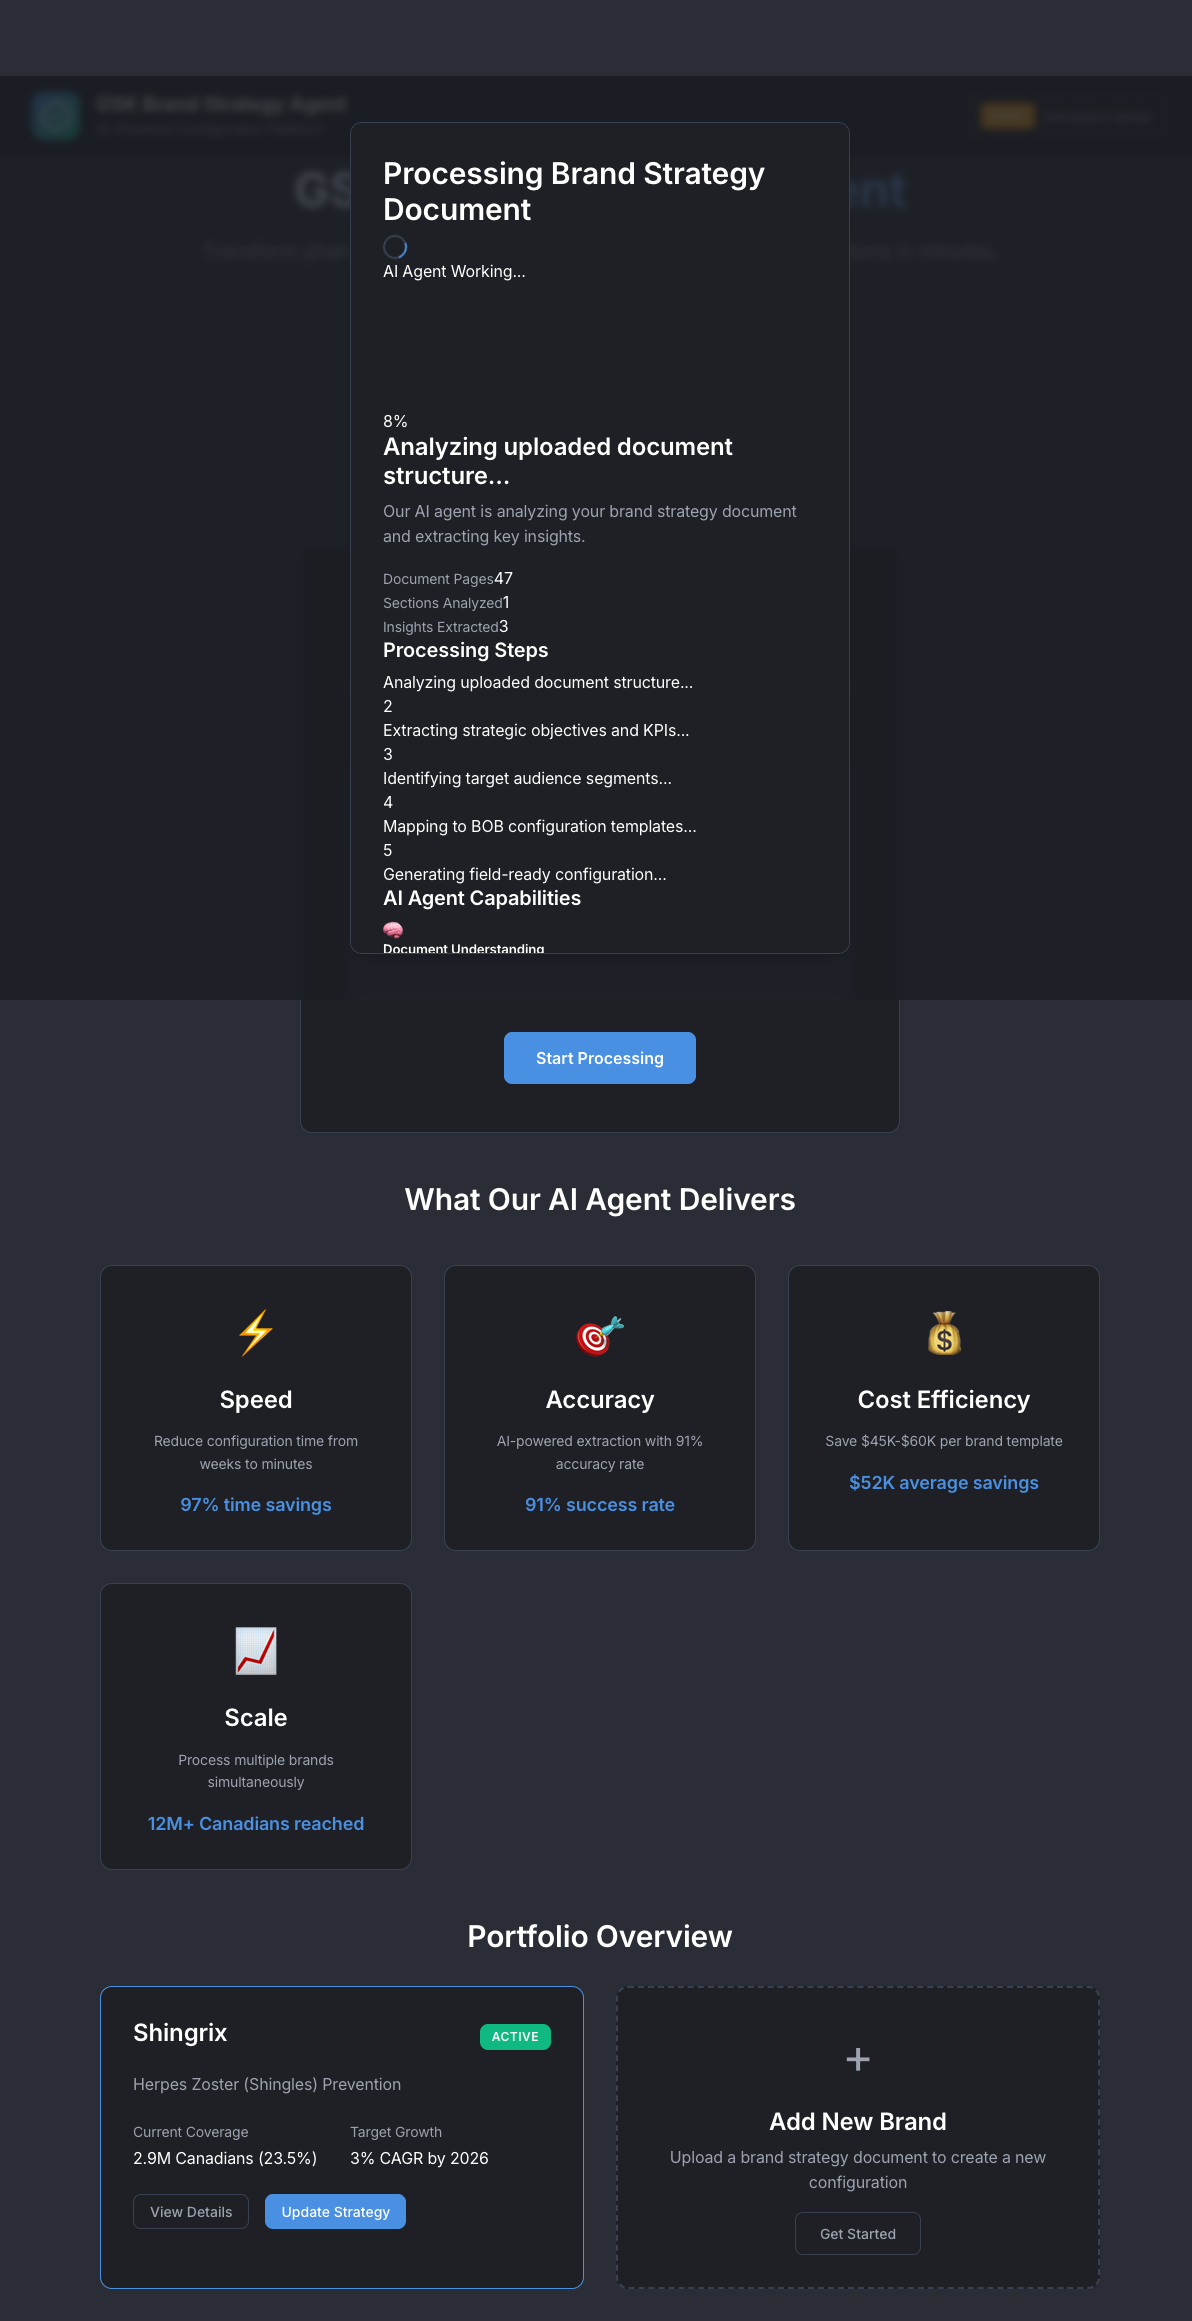 GSK Brand Strategy Agent
GS
ent
Processing Brand Strategy
Document
AI Agent Working...
8%
Analyzing uploaded document
structure...
Our AI agent is analyzing your brand strategy document
and extracting key insights.
Document Pages47
Sections Analyzed1
Insights Extracted3
Processing Steps
Analyzing uploaded document structure...
2
Extracting strategic objectives and KPIs...
3
Identifying target audience segments...
4
Mapping to BOB configuration templates...
5
Generating field-ready configuration...
AI Agent Capabilities
Document Understanding
Start Processing
What Our AI Agent Delivers
Speed
Reduce configuration time from
weeks to minutes
97% time savings
Accuracy
AI-powered extraction with 91%
accuracy rate
91% success rate
Cost Efficiency
Save $45K-$60K per brand template
$52K average savings
Scale
Process multiple brands
simultaneously
12M+ Canadians reached
Portfolio Overview
Shingrix
ACTIVE
Herpes Zoster (Shingles) Prevention
Current Coverage
2.9M Canadians (23.5%)
Target Growth
3% CAGR by 2026
View Details
Update Strategy
+
Add New Brand
Upload a brand strategy document to create a new
configuration
Get Started